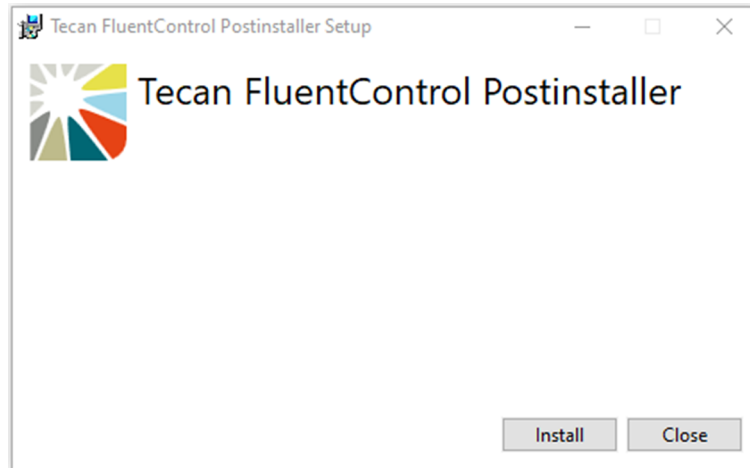 Tecan FluentControl Postinstaller Setup
Tecan FluentControl Postinstaller
Install Close